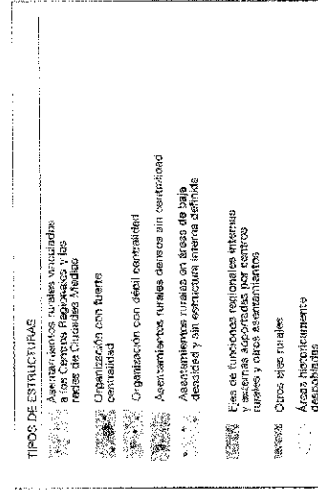 TIPOS DE ESTRUCTURAS
Asentamientos rurales vinculados
a los Centros Regionales y las
redes de Ciudades Medias
Organización con fuerte
centralidad
Organización con débil centralidad
Asentamientos rurales densos sin centralidad
Asentamientos rurales en áreas de baja
densidad y sin estructura interna definida
Ejes de funciones regionales internas
y externas soportadas por centros
rurales y otros asentamientos
Otros ejes rurales
Áreas históricamente
despobladas